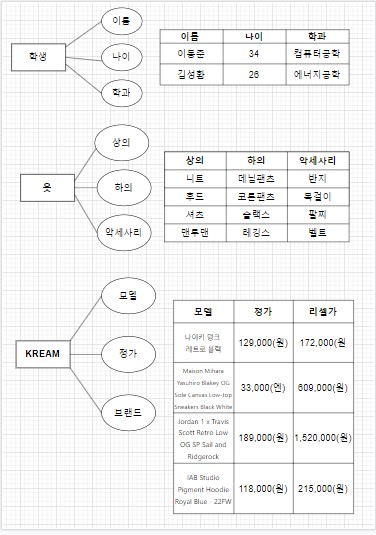 이름
학생
나이
학과
이름 나이 학과
이동준 34 컴퓨터공학
김성환 26 에너지공학
상의
옷
하의
악세사리
상의 하의 악세사리
니트 데님팬츠 반지
후드 코튼팬츠 목걸이
셔츠 슬랙스 팔찌
맨투맨 레깅스 벨트
모델
KREAM
정가
브랜드
모델 정가 리셀가
나이키 덩크
레트로 블랙
129,000(원) 172,000(원
Maison Mihara
Yasuhiro Blakey OG
Sole Canvas Low-top
Sneakers Black White
33,000(엔) 609,000(원)
Jordan 1 x Travis
Scott Retro Low
OG SP Sail and
Ridgerock
189,000(원) 1,520,000(원)
IAB Studio
Pigment Hoodie
Royal Blue - 22FW
118,000(원) 215,000(원)